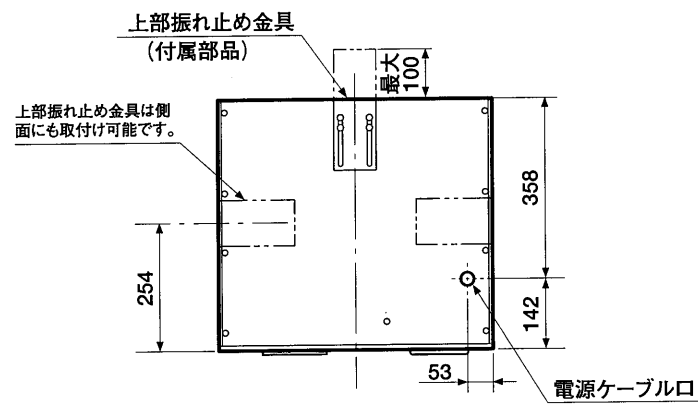 上部振れ止め金具
(付属部品)
最大
100
上部振れ止め金具は側
面にも取付け可能です。
358
254
142
53
電源ケーブル口